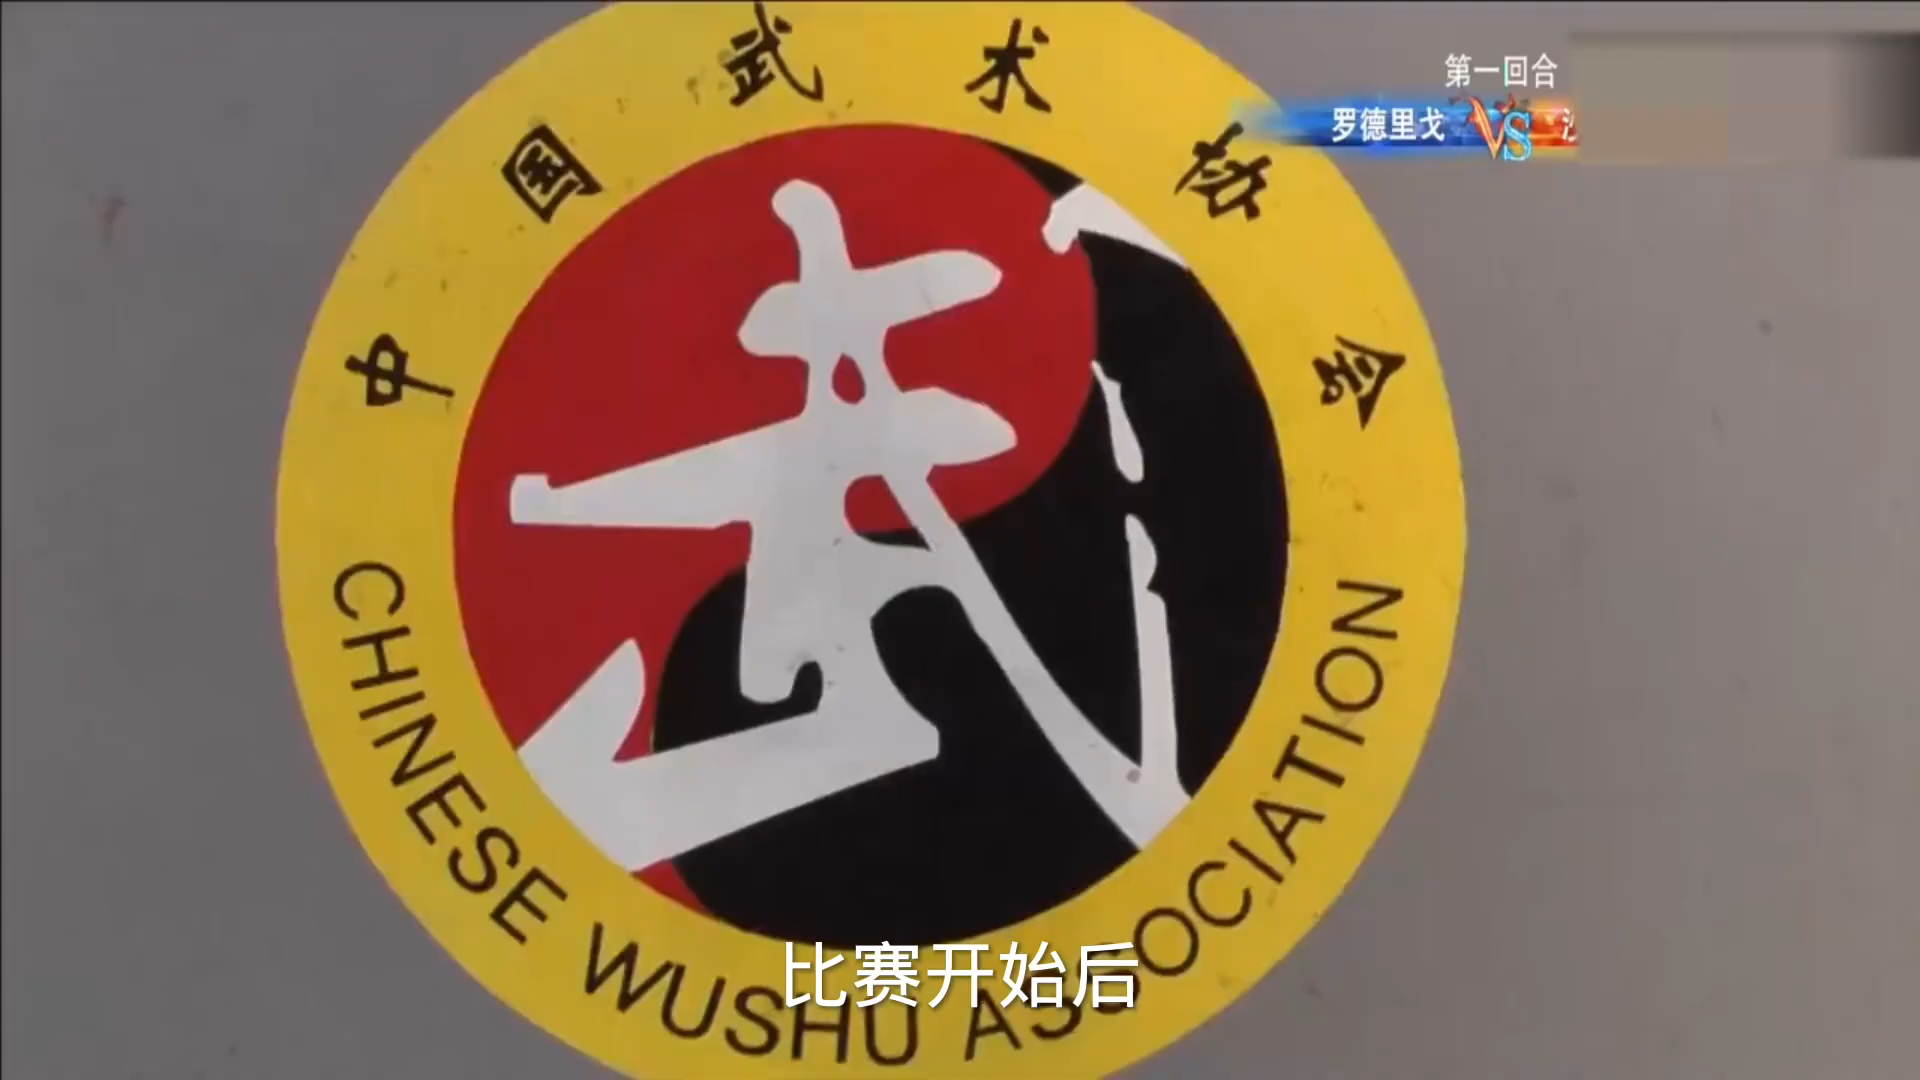 第一回合
罗德里戈 VS
中国武术协会
武
CHINESE WUSHU ASSOCIATION
比赛开始后